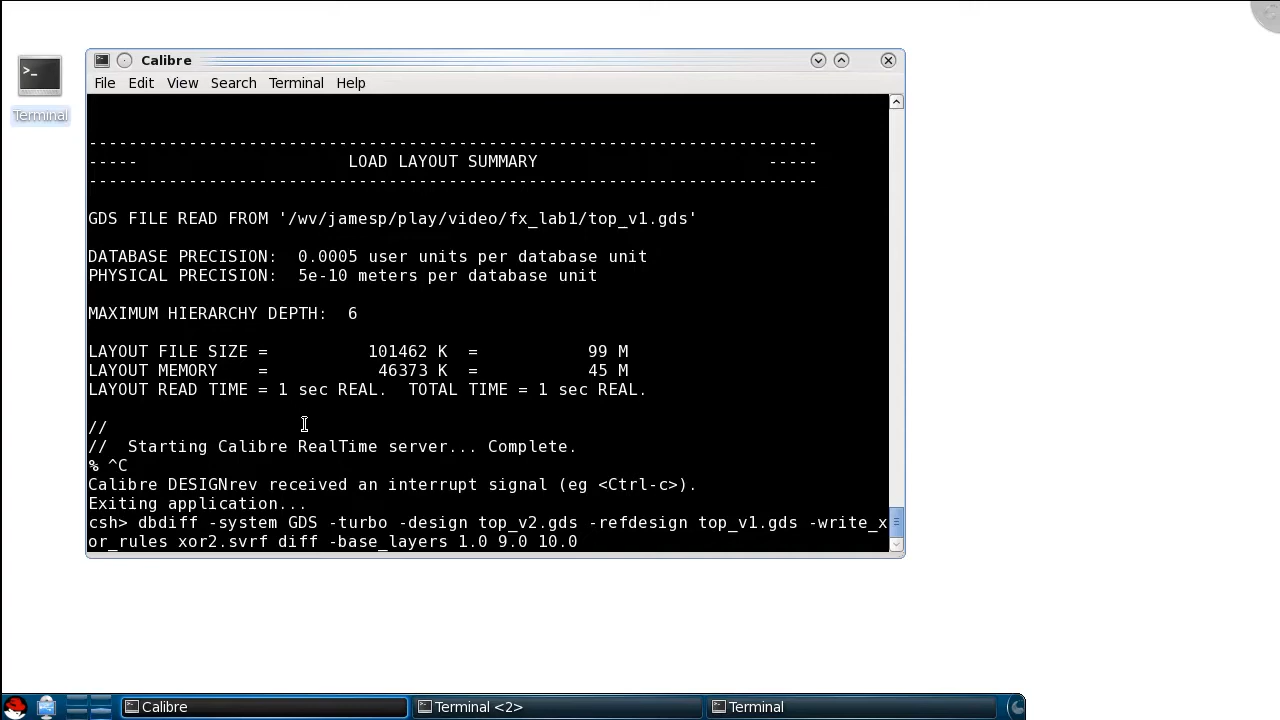 Calibre
File Edit View Search Terminal Help
Terminal
--------------------------------------------------------------------------
----- LOAD LAYOUT SUMMARY -----
--------------------------------------------------------------------------
GDS FILE READ FROM '/wv/jamesp/play/video/fx_lab1/top_v1.gds'
DATABASE PRECISION: 0.0005 user units per database unit
PHYSICAL PRECISION: 5e-10 meters per database unit
MAXIMUM HIERARCHY DEPTH: 6
LAYOUT FILE SIZE = 101462 K = 99 M
LAYOUT MEMORY = 46373 K = 45 M
LAYOUT READ TIME = 1 sec REAL. TOTAL TIME = 1 sec REAL.
//
// Starting Calibre RealTime server... Complete.
% ^C
Calibre DESIGNrev received an interrupt signal (eg <Ctrl-c>).
Exiting application...
csh> dbdiff -system GDS -turbo -design top_v2.gds -refdesign top_v1.gds -write_x
or_rules xor2.svrf diff -base_layers 1.0 9.0 10.0
Calibre Terminal <2> Terminal